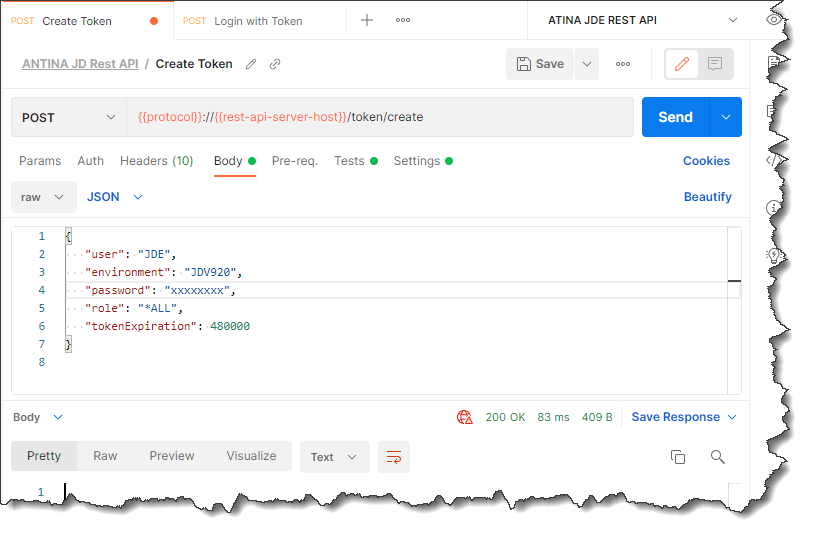 POST Create Token POST Login with Token ATINA JDE REST API
ANTINA JD Rest API / Create Token Save
POST {{protocol}}://{{rest-api-server-host}}/token/create Send
Params Auth Headers (10) Body Pre-req. Tests Settings Cookies
raw JSON Beautify
1 {
2 "user": "JDE",
3 "environment": "JDV920",
4 "password": "xxxxxxxx",
5 "role": "*ALL",
6 "tokenExpiration": 480000
7 }
8
Body 200 OK 83 ms 409 B Save Response
Pretty Raw Preview Visualize Text
1